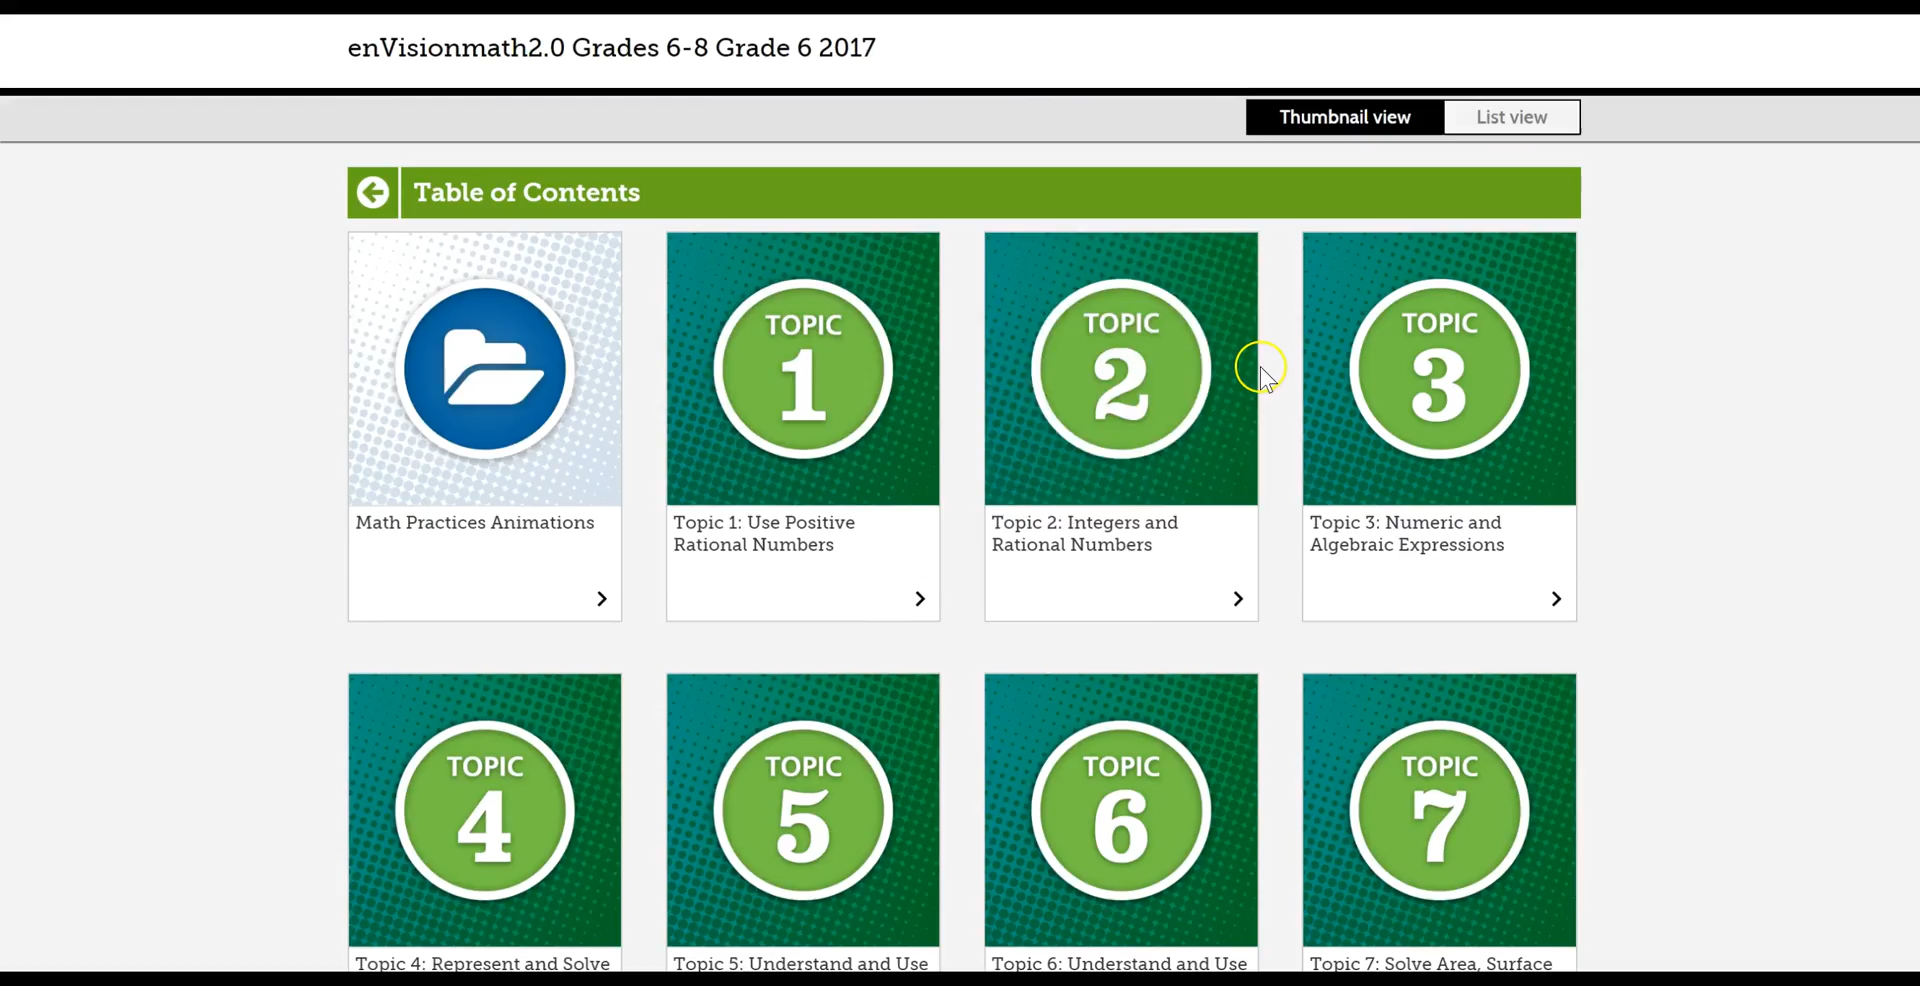 enVisionmath2.0 Grades 6-8 Grade 6 2017
Thumbnail view
List view
Table of Contents
Math Practices Animations
TOPIC
1
Topic 1: Use Positive
Rational Numbers
TOPIC
2
Topic 2: Integers and
Rational Numbers
TOPIC
3
Topic 3: Numeric and
Algebraic Expressions
TOPIC
4
Topic 4: Represent and Solve
TOPIC
5
Topic 5: Understand and Use
TOPIC
6
Topic 6: Understand and Use
TOPIC
7
Topic 7: Solve Area, Surface